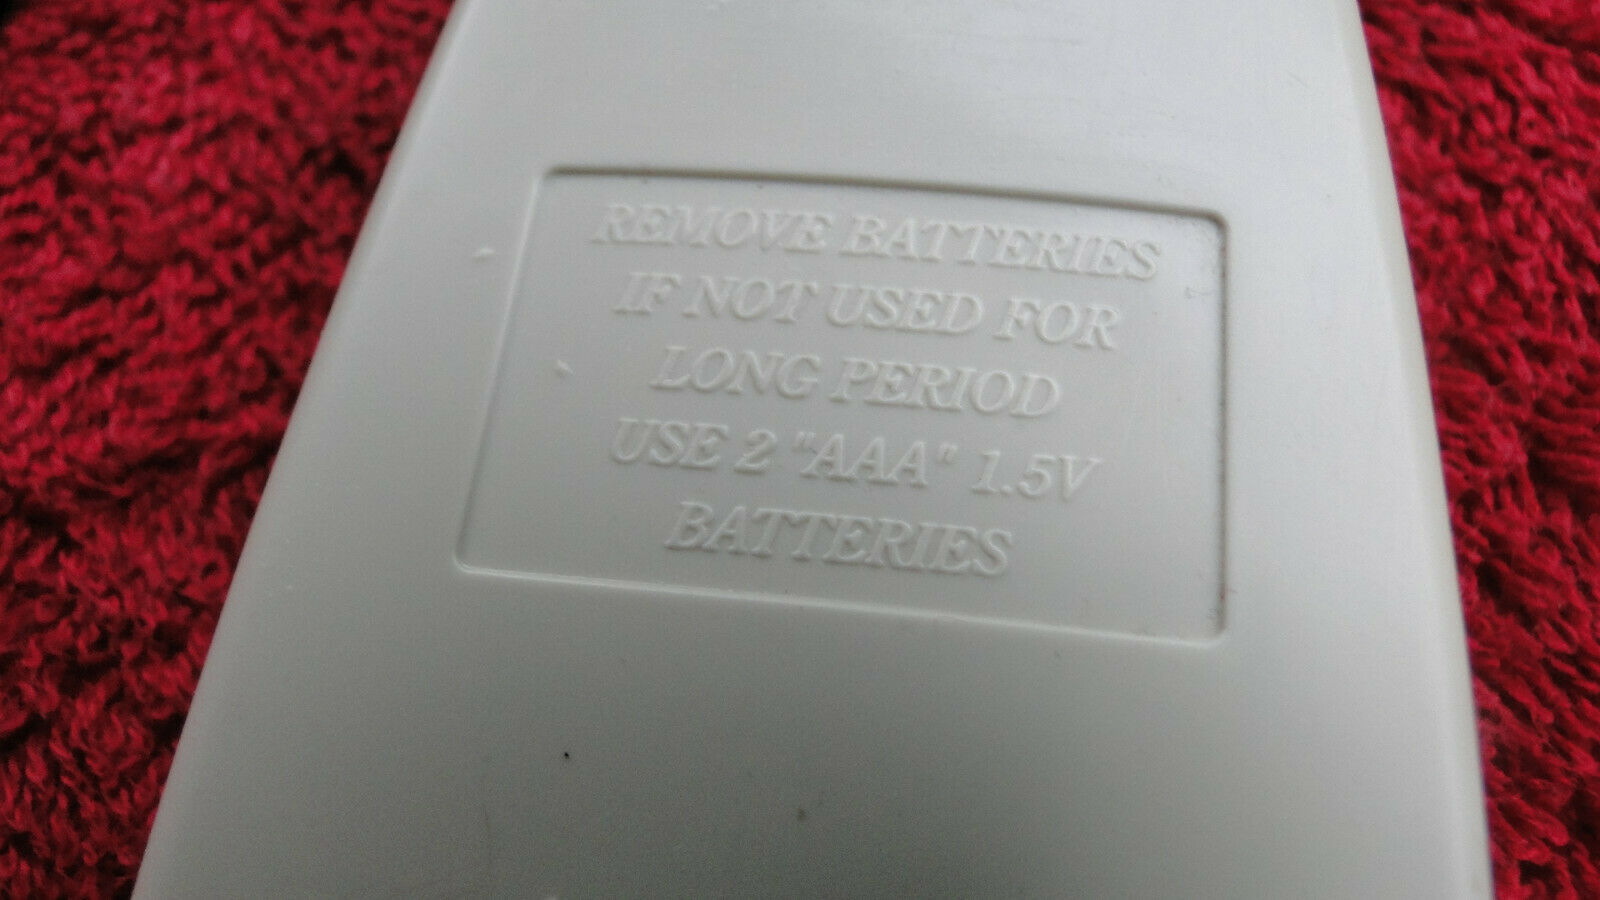 REMOVE BATTERIES
IF NOT USED FOR
LONG PERIOD
USE 2 "AAA" 1.5V
BATTERIES